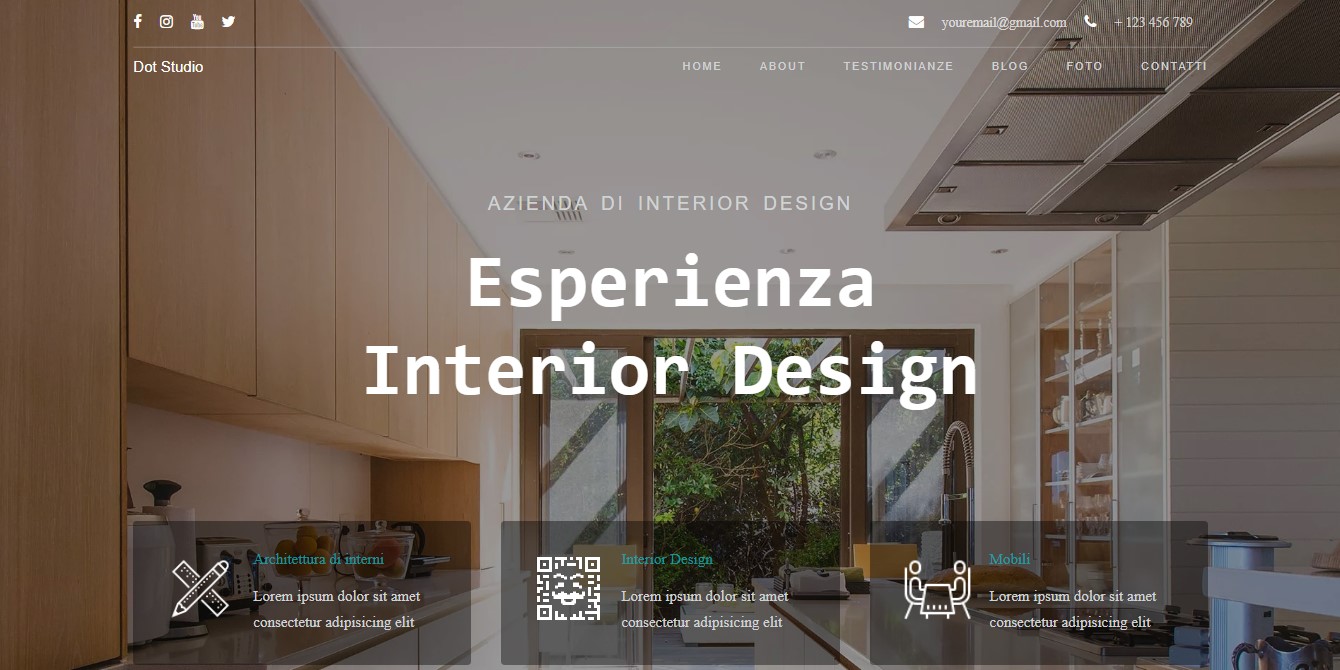 youremail@gmail.com + 123 456 789
Dot Studio
HOME ABOUT TESTIMONIANZE BLOG FOTO CONTATTI
AZIENDA DI INTERIOR DESIGN
Esperienza
Interior Design
Architettura di interni
Lorem ipsum dolor sit amet
consectetur adipisicing elit
Interior Design
Lorem ipsum dolor sit amet
consectetur adipisicing elit
Mobili
Lorem ipsum dolor sit amet
consectetur adipisicing elit